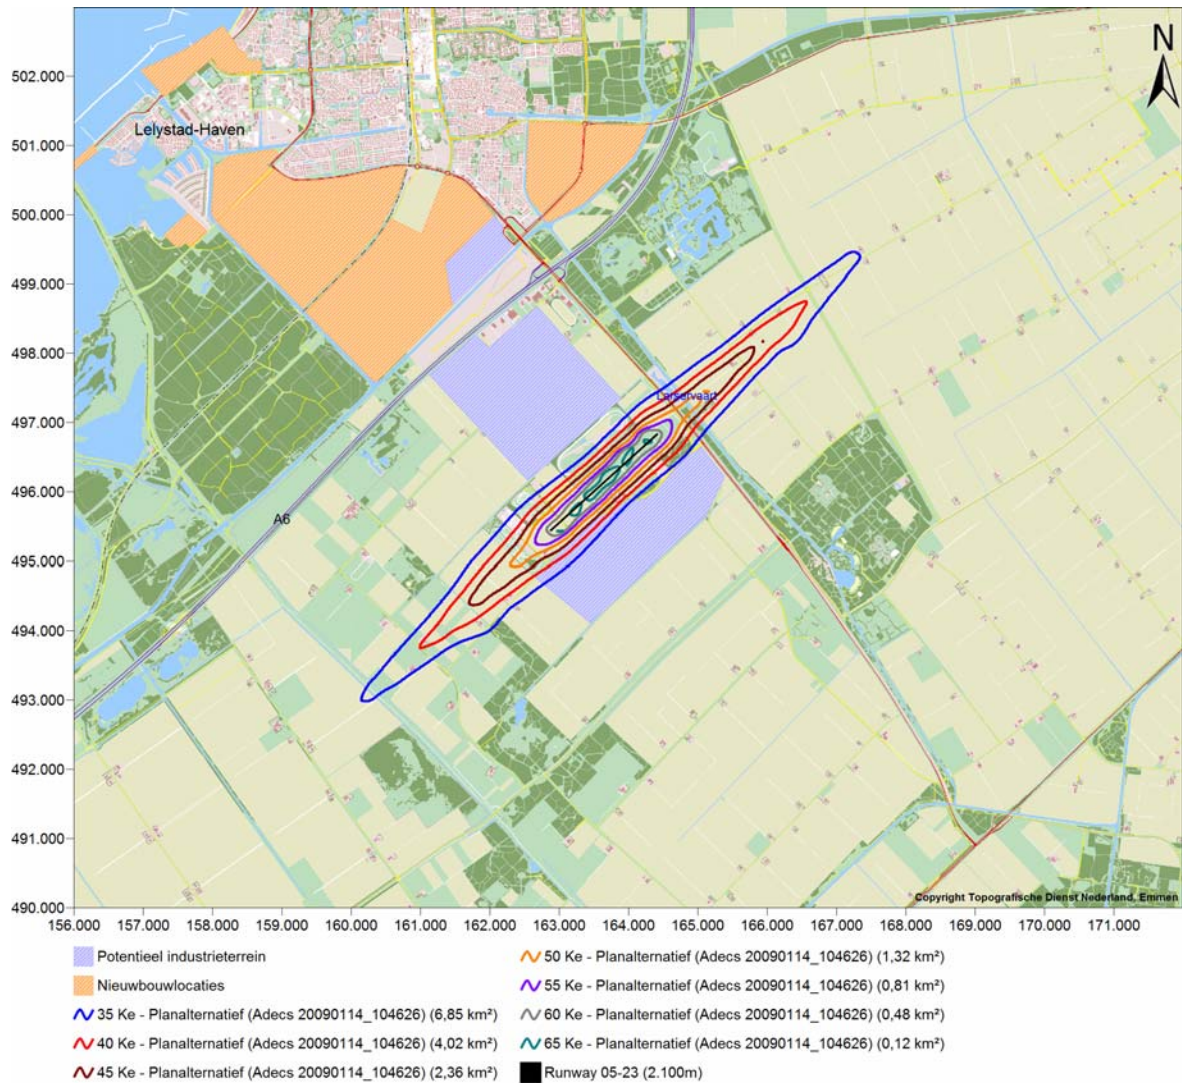 N
502.000
Lelystad-Haven
501.000
500.000
499.000
498.000
Larservaart
497.000
496.000
A6
495.000
494.000
493.000
492.000
491.000
Copyright Topografische Dienst Nederland, Emmen
490.000
156.000 157.000 158.000 159.000 160.000 161.000 162.000 163.000 164.000 165.000 166.000 167.000 168.000 169.000 170.000 171.000
Potentieel industrieterrein
Nieuwbouwlocaties
35 Ke - Planalternatief (Adecs 20090114_104626) (6,85 km²)
40 Ke - Planalternatief (Adecs 20090114_104626) (4,02 km²)
45 Ke - Planalternatief (Adecs 20090114_104626) (2,36 km²)
50 Ke - Planalternatief (Adecs 20090114_104626) (1,32 km²)
55 Ke - Planalternatief (Adecs 20090114_104626) (0,81 km²)
60 Ke - Planalternatief (Adecs 20090114_104626) (0,48 km²)
65 Ke - Planalternatief (Adecs 20090114_104626) (0,12 km²)
Runway 05-23 (2.100m)